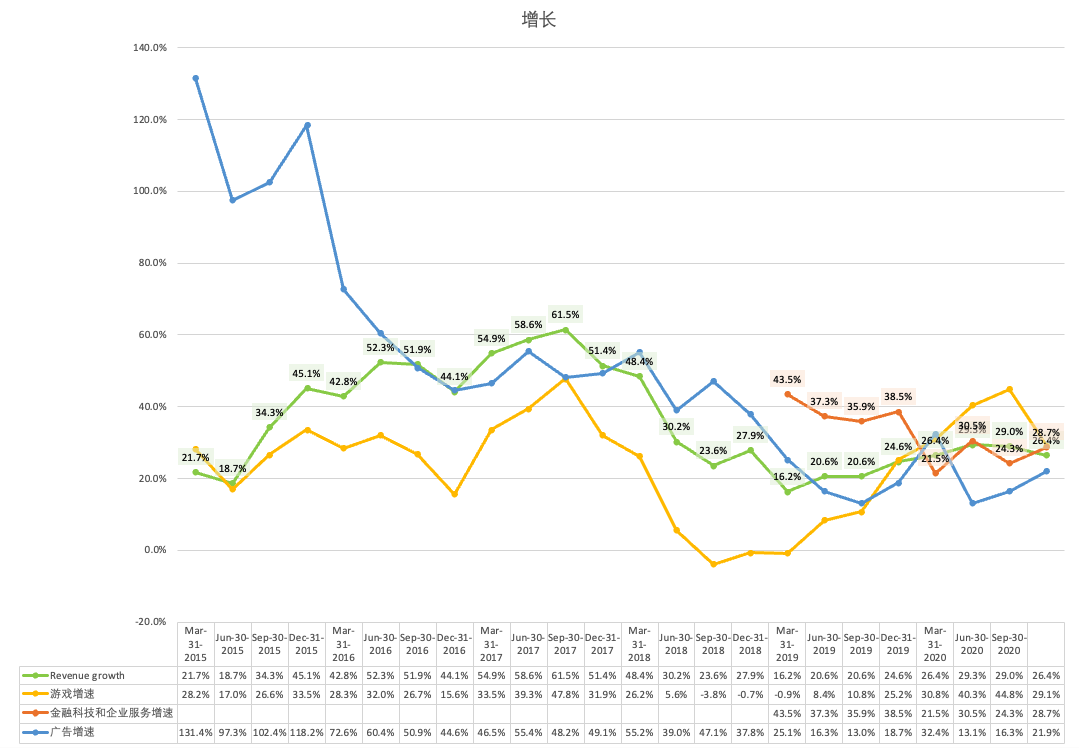 增长
140.0%
120.0%
100.0%
80.0%
60.0%
40.0%
20.0%
0.0%
-20.0%
21.7% 18.7% 34.3% 45.1% 42.8% 52.3% 51.9% 44.1% 54.9% 58.6% 61.5% 51.4% 48.4% 30.2% 23.6% 27.9% 16.2% 20.6% 20.6% 24.6% 26.4% 29.3% 29.0% 26.4%
43.5% 37.3% 35.9% 38.5% 21.5% 30.5% 24.3% 28.7%
Mar-31-2015 Jun-30-2015 Sep-30-2015 Dec-31-2015 Mar-31-2016 Jun-30-2016 Sep-30-2016 Dec-31-2016 Mar-31-2017 Jun-30-2017 Sep-30-2017 Dec-31-2017 Mar-31-2018 Jun-30-2018 Sep-30-2018 Dec-31-2018 Mar-31-2019 Jun-30-2019 Sep-30-2019 Dec-31-2019 Mar-31-2020 Jun-30-2020 Sep-30-2020
Revenue growth 21.7% 18.7% 34.3% 45.1% 42.8% 52.3% 51.9% 44.1% 54.9% 58.6% 61.5% 51.4% 48.4% 30.2% 23.6% 27.9% 16.2% 20.6% 20.6% 24.6% 26.4% 29.3% 29.0% 26.4%
游戏增速 28.2% 17.0% 26.6% 33.5% 28.3% 32.0% 26.7% 15.6% 33.5% 39.3% 47.8% 31.9% 26.2% 5.6% -3.8% -0.7% -0.9% 8.4% 10.8% 25.2% 30.8% 40.3% 44.8% 29.1%
金融科技和企业服务增速 43.5% 37.3% 35.9% 38.5% 21.5% 30.5% 24.3% 28.7%
广告增速 131.4% 97.3% 102.4% 118.2% 72.6% 60.4% 50.9% 44.6% 46.5% 55.4% 48.2% 49.1% 55.2% 39.0% 47.1% 37.8% 25.1% 16.3% 13.0% 18.7% 32.4% 13.1% 16.3% 21.9%